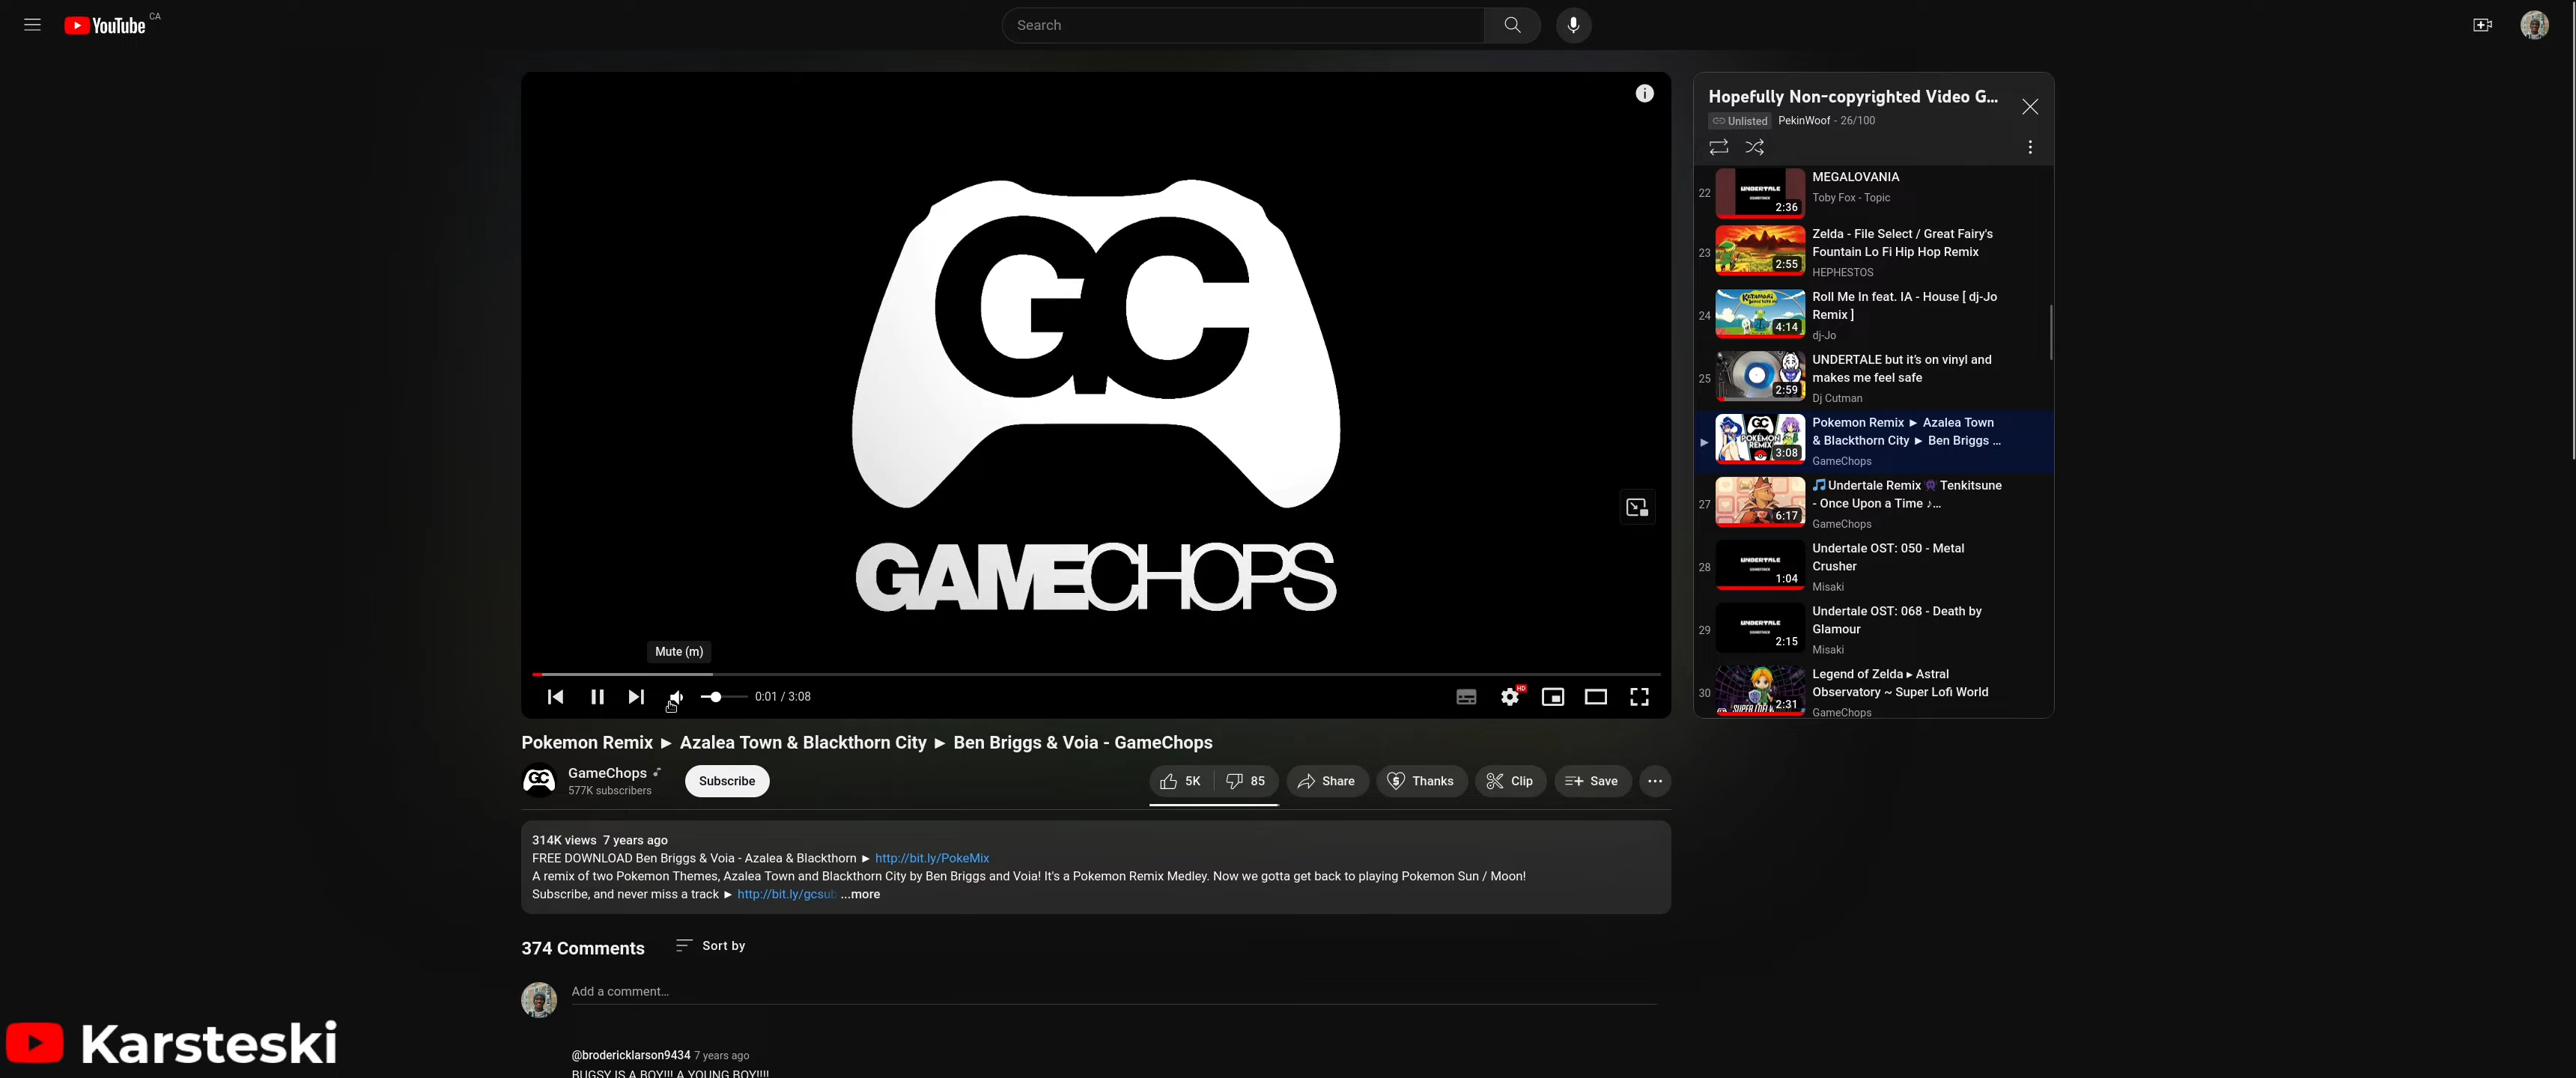 YouTube CA
Search
GC
GAMECHOPS
Mute (m)
0:01 / 3:08
HD
Pokemon Remix ► Azalea Town & Blackthorn City ► Ben Briggs & Voia - GameChops
GC
GameChops
577K subscribers
Subscribe
5K
85
Share
Thanks
Clip
Save
314K views 7 years ago
FREE DOWNLOAD Ben Briggs & Voia - Azalea & Blackthorn ► http://bit.ly/PokeMix
A remix of two Pokemon Themes, Azalea Town and Blackthorn City by Ben Briggs and Voia! It's a Pokemon Remix Medley. Now we gotta get back to playing Pokemon Sun / Moon!
Subscribe, and never miss a track ► http://bit.ly/gcsub ...more
374 Comments
Sort by
Add a comment...
@brodericklarson9434 7 years ago
BUGSY IS A BOY!!! A YOUNG BOY!!!!
Karsteski
Hopefully Non-copyrighted Video G...
Unlisted PekinWoof - 26/100
22
UNDERTALE
2:36
MEGALOVANIA
Toby Fox - Topic
23
2:55
Zelda - File Select / Great Fairy's
Fountain Lo Fi Hip Hop Remix
HEPHESTOS
24
4:14
Roll Me In feat. IA - House [ dj-Jo
Remix ]
dj-Jo
25
2:59
UNDERTALE but it's on vinyl and
makes me feel safe
Dj Cutman
GC
POKÉMON
REMIX
3:08
Pokemon Remix ► Azalea Town
& Blackthorn City ► Ben Briggs ...
GameChops
27
6:17
🎵Undertale Remix Tenkitsune
- Once Upon a Time ♪...
GameChops
28
UNDERTALE
1:04
Undertale OST: 050 - Metal
Crusher
Misaki
29
UNDERTALE
2:15
Undertale OST: 068 - Death by
Glamour
Misaki
30
2:31
Legend of Zelda ▸ Astral
Observatory ~ Super Lofi World
GameChops